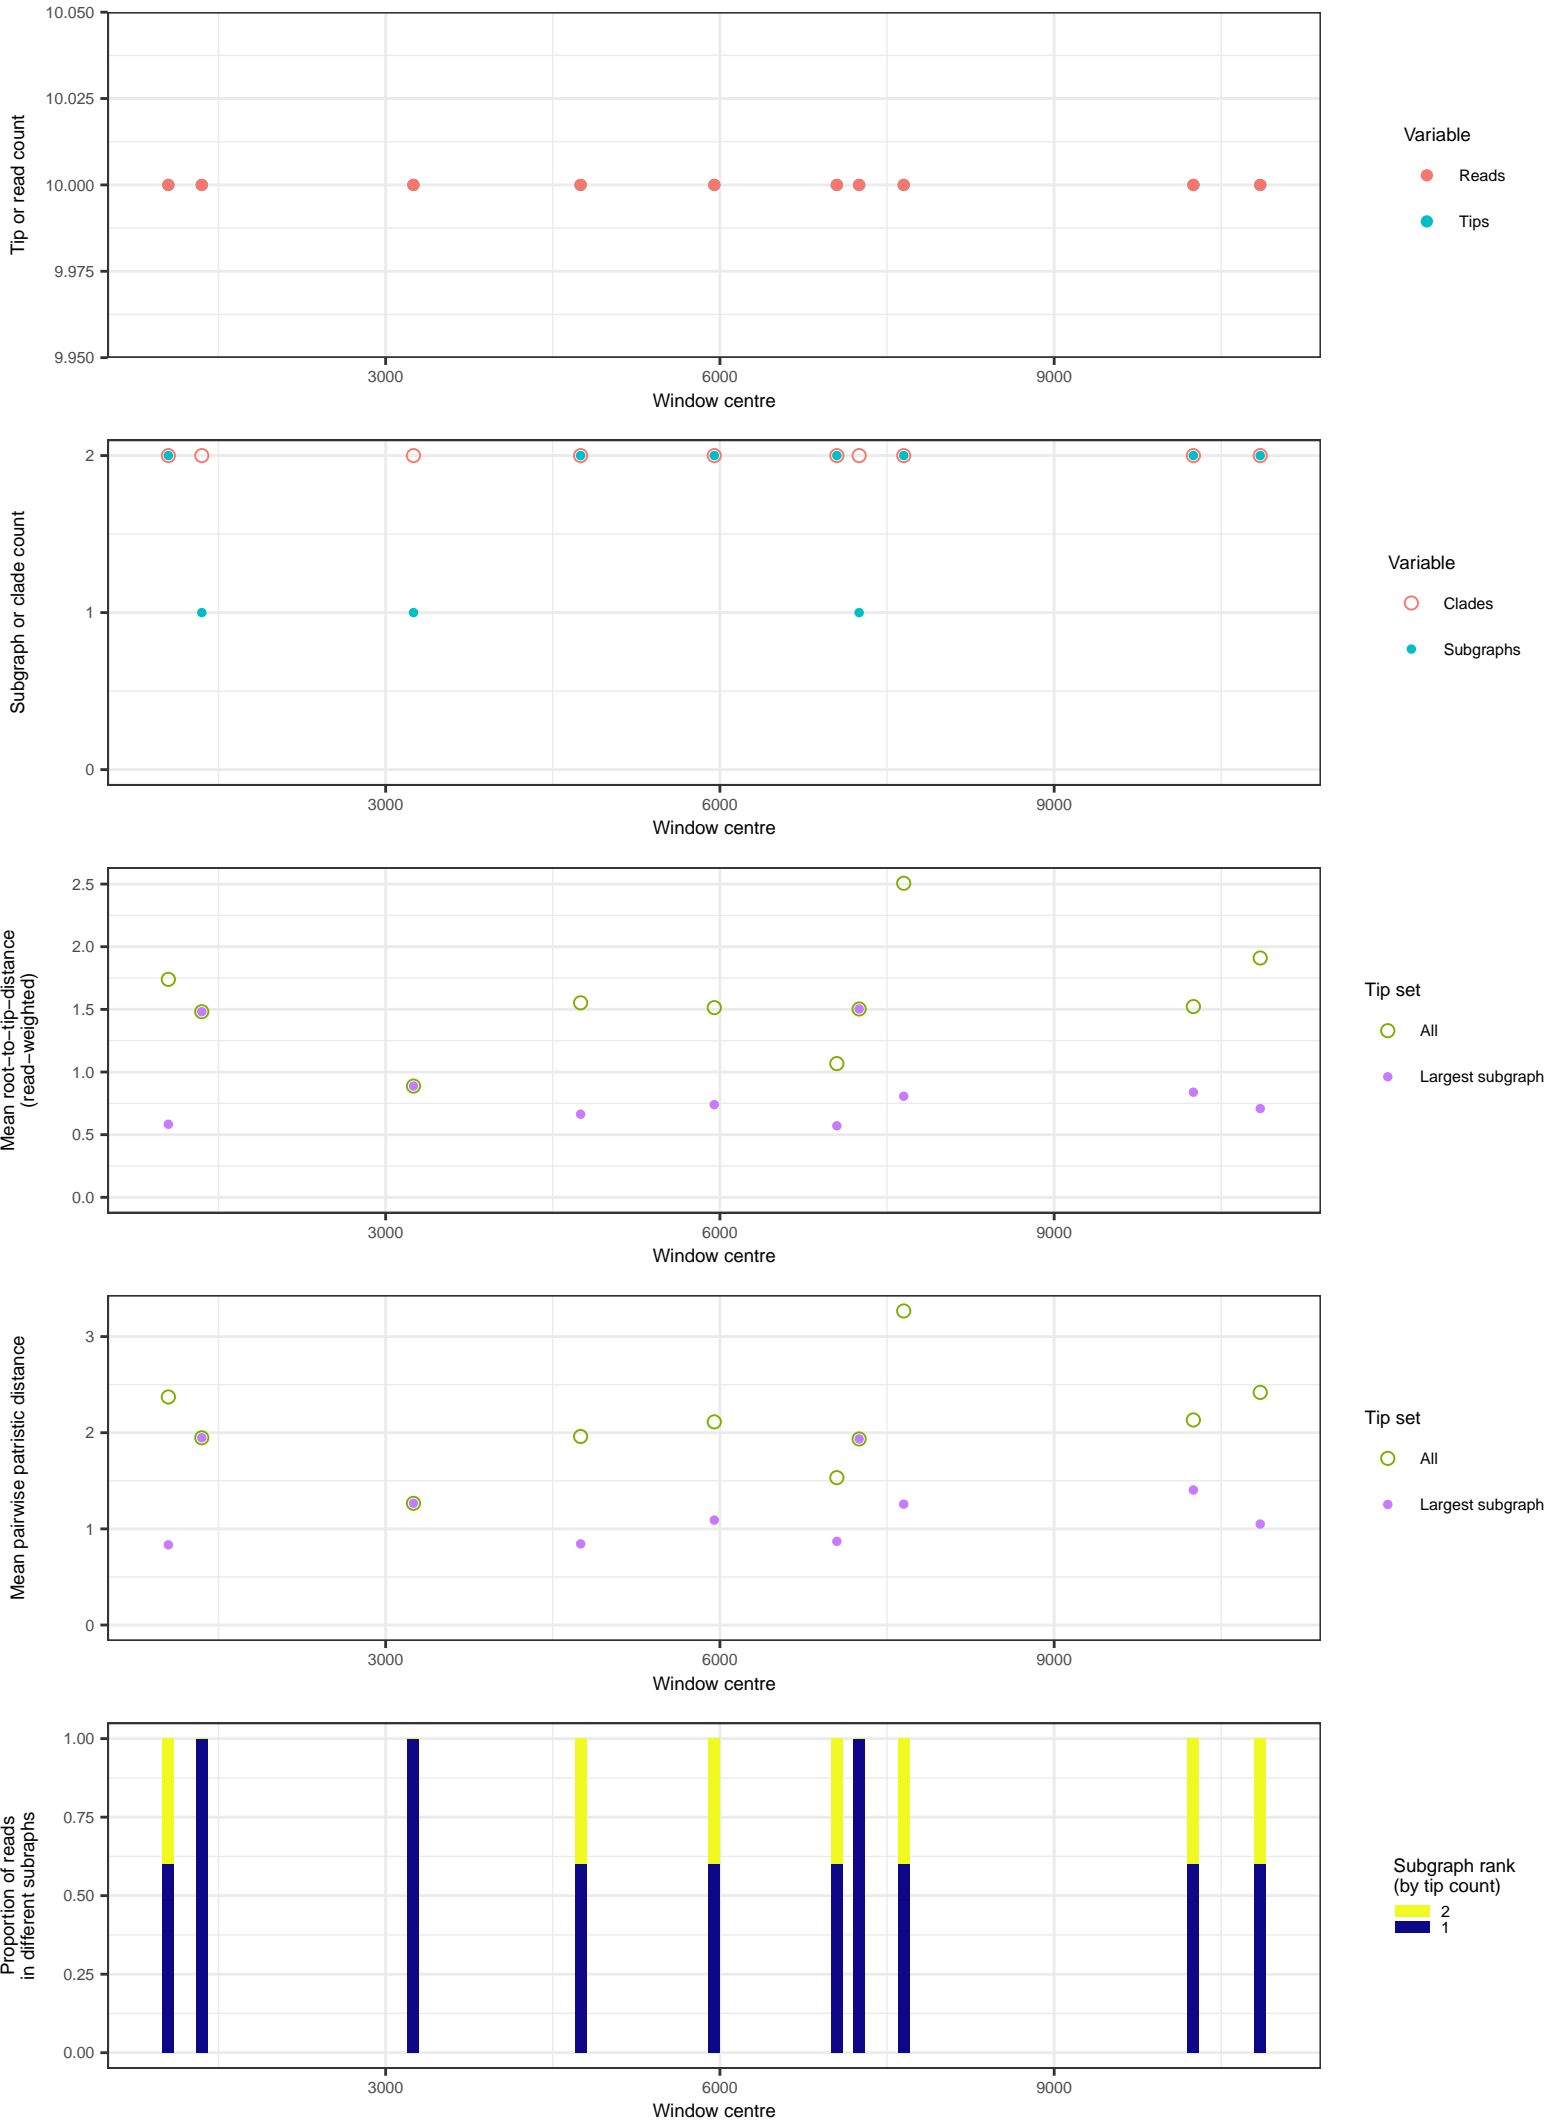 10.050
10.025
10.000
9.975
9.950
Tip or read count
3000 6000 9000
Window centre
Variable
Reads
Tips
2
1
0
Subgraph or clade count
3000 6000 9000
Window centre
Variable
Clades
Subgraphs
2.5
2.0
1.5
1.0
0.5
0.0
Mean root−to−tip−distance
(read−weighted)
3000 6000 9000
Window centre
Tip set
All
Largest subgraph
3
2
1
0
Mean pairwise patristic distance
3000 6000 9000
Window centre
Tip set
All
Largest subgraph
1.00
0.75
0.50
0.25
0.00
Proportion of reads
in different subraphs
3000 6000 9000
Window centre
Subgraph rank
(by tip count)
2
1